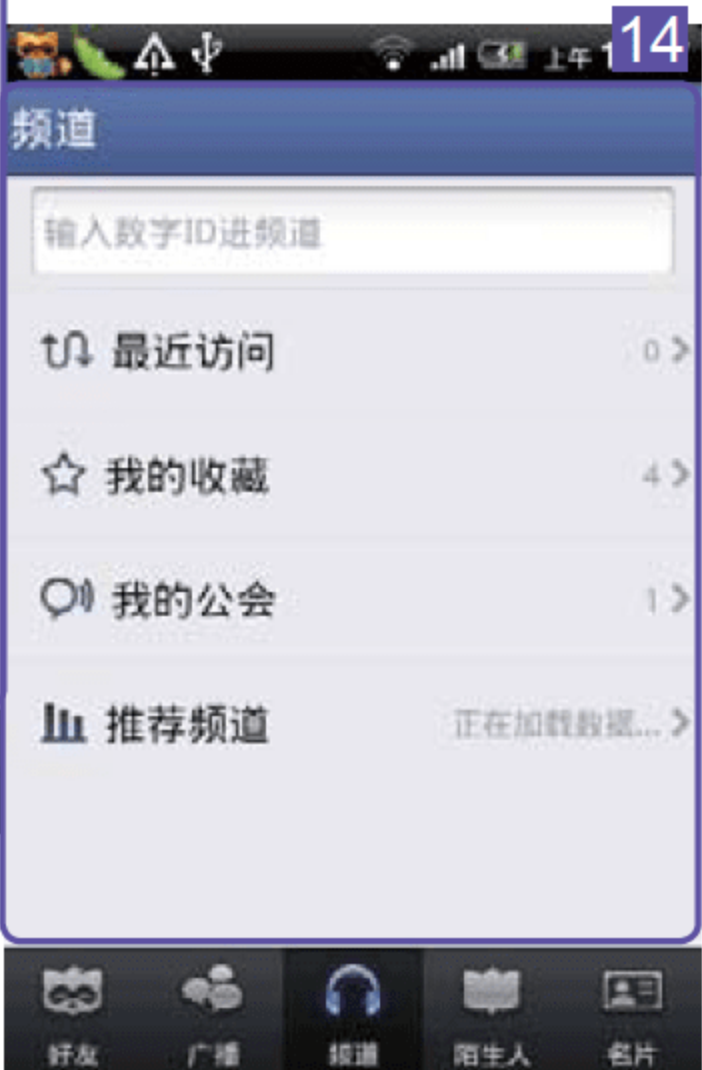 14
上午 1
频道
输入数字ID进频道
最近访问 0
我的收藏 4
我的公会 1
推荐频道 正在加载数据...
好友 广播 频道 陌生人 名片